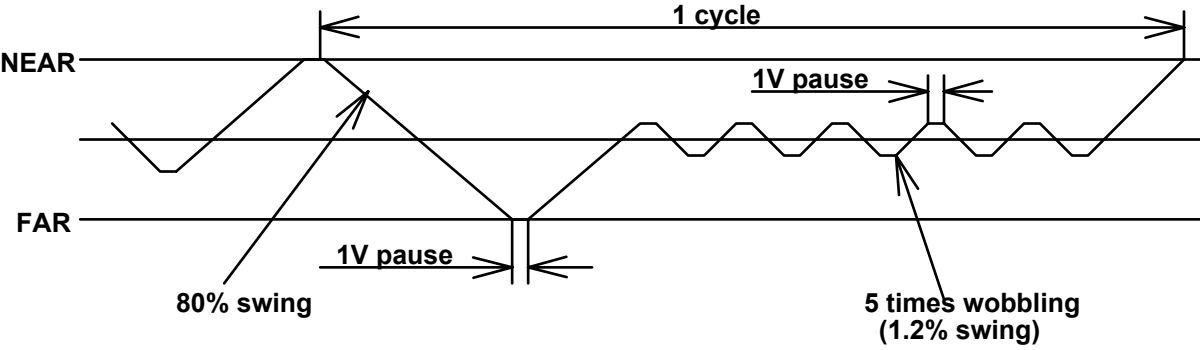 1 cycle
NEAR
1V pause
FAR
1V pause
80% swing
5 times wobbling
(1.2% swing)